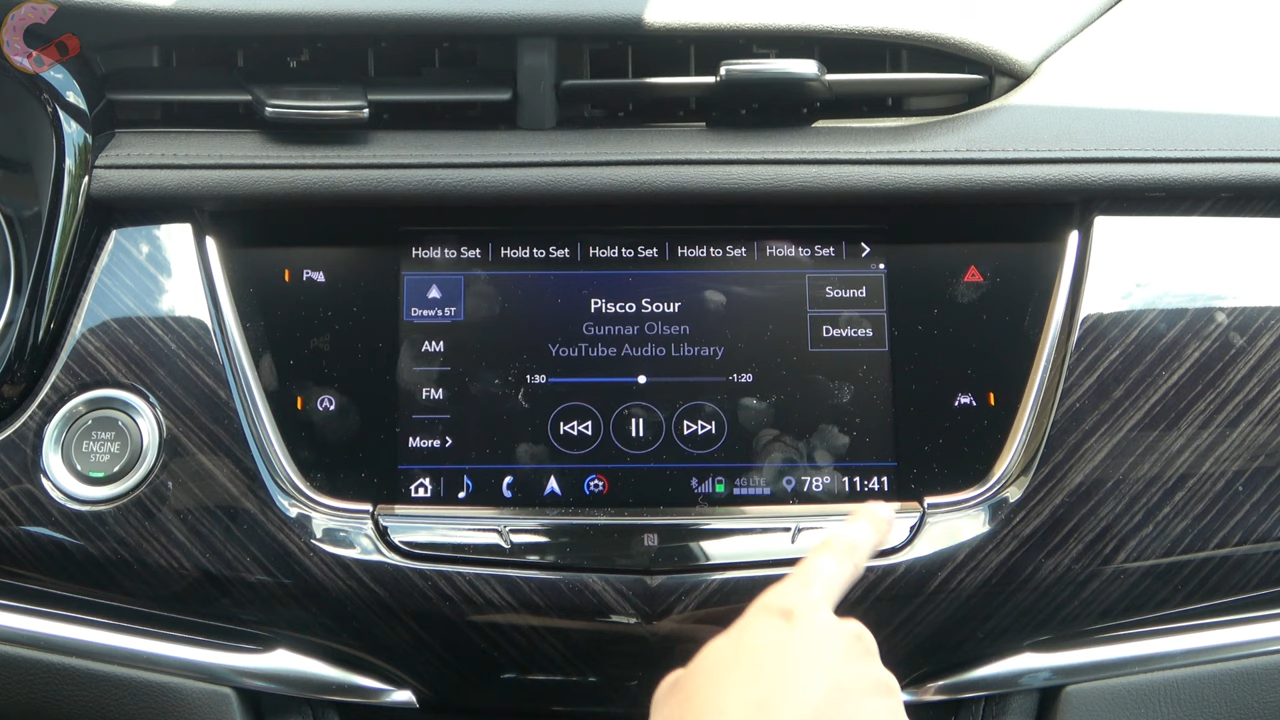 Hold to Set Hold to Set Hold to Set Hold to Set Hold to Set
Drew's 5T
AM
FM
More
Pisco Sour
Gunnar Olsen
YouTube Audio Library
1:30 -1:20
Sound
Devices
4G LTE 78° 11:41
START
ENGINE
STOP